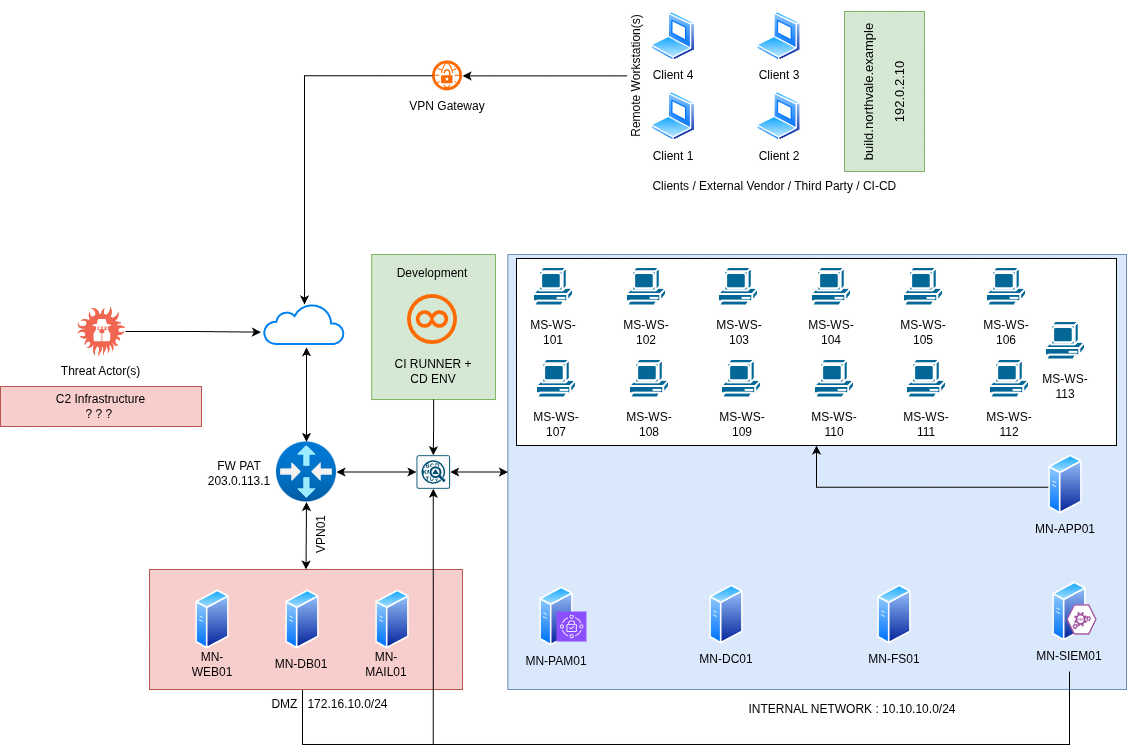 Remote Workstation(s)
Client 4
Client 3
Client 1
Client 2
build.northvale.example
192.0.2.10
VPN Gateway
Clients / External Vendor / Third Party / CI-CD
Development
CI RUNNER +
CD ENV
Threat Actor(s)
C2 Infrastructure
? ? ?
MS-WS-
101
MS-WS-
102
MS-WS-
103
MS-WS-
104
MS-WS-
105
MS-WS-
106
MS-WS-
113
MS-WS-
107
MS-WS-
108
MS-WS-
109
MS-WS-
110
MS-WS-
111
MS-WS-
112
FW PAT
203.0.113.1
VPN01
MN-APP01
MN-
WEB01
MN-DB01
MN-
MAIL01
MN-PAM01
MN-DC01
MN-FS01
MN-SIEM01
DMZ
172.16.10.0/24
INTERNAL NETWORK : 10.10.10.0/24